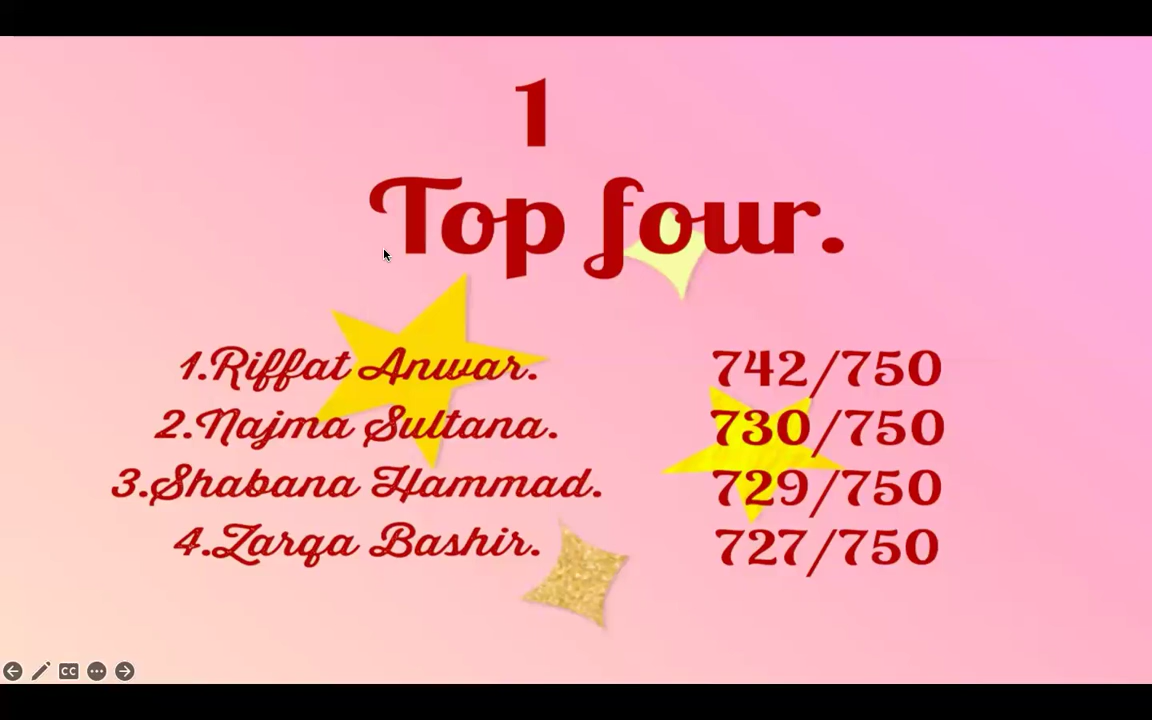 1
Top four.
1.Riffat Anwar. 742/750
2.Najma Sultana. 730/750
3.Shabana Hammad. 729/750
4.Zarqa Bashir. 727/750
CC